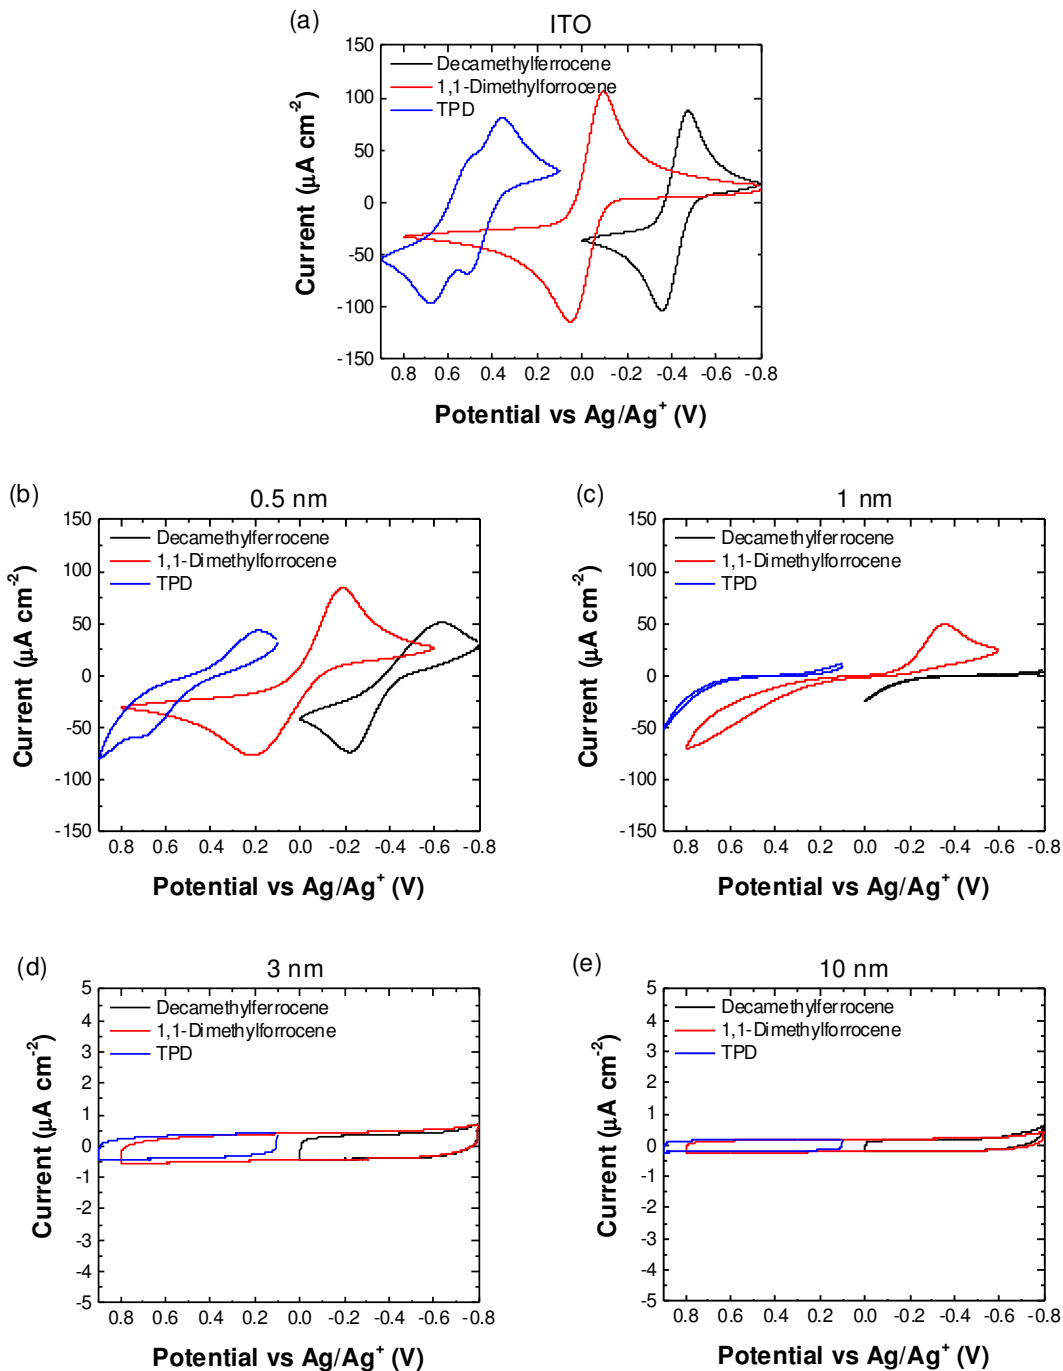 (a)
ITO
Decamethylferrocene
1,1-Dimethylforrocene
TPD
150
100
50
0
-50
-100
-150
Current (μA cm⁻²)
0.8 0.6 0.4 0.2 0.0 -0.2 -0.4 -0.6 -0.8
Potential vs Ag/Ag⁺ (V)
(b)
0.5 nm
Decamethylferrocene
1,1-Dimethylforrocene
TPD
150
100
50
0
-50
-100
-150
Current (μA cm⁻²)
0.8 0.6 0.4 0.2 0.0 -0.2 -0.4 -0.6 -0.8
Potential vs Ag/Ag⁺ (V)
(c)
1 nm
Decamethylferrocene
1,1-Dimethylforrocene
TPD
150
100
50
0
-50
-100
-150
Current (μA cm⁻²)
0.8 0.6 0.4 0.2 0.0 -0.2 -0.4 -0.6 -0.8
Potential vs Ag/Ag⁺ (V)
(d)
3 nm
Decamethylferrocene
1,1-Dimethylforrocene
TPD
5
4
3
2
1
0
-1
-2
-3
-4
-5
Current (μA cm⁻²)
0.8 0.6 0.4 0.2 0.0 -0.2 -0.4 -0.6 -0.8
Potential vs Ag/Ag⁺ (V)
(e)
10 nm
Decamethylferrocene
1,1-Dimethylforrocene
TPD
5
4
3
2
1
0
-1
-2
-3
-4
-5
Current (μA cm⁻²)
0.8 0.6 0.4 0.2 0.0 -0.2 -0.4 -0.6 -0.8
Potential vs Ag/Ag⁺ (V)